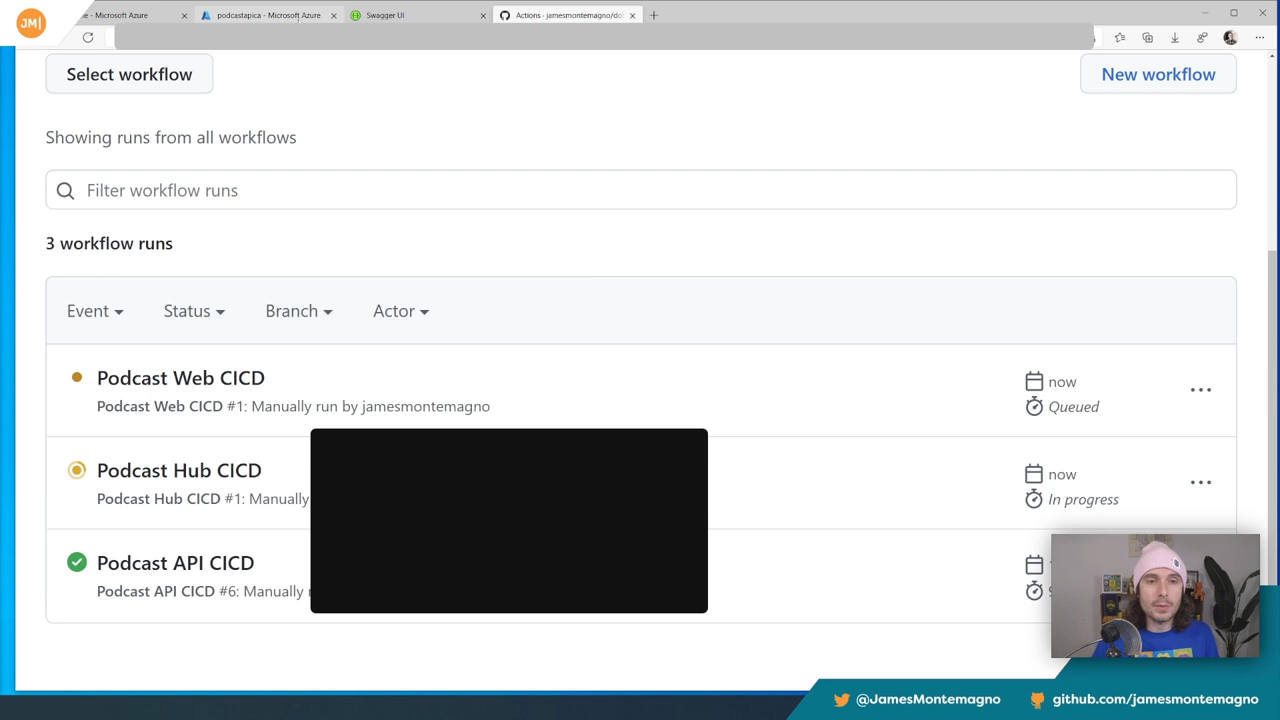 JM|
e - Microsoft Azure
podcastapica - Microsoft Azure
Swagger UI
Actions · jamesmontemagno/do
Select workflow
New workflow
Showing runs from all workflows
Filter workflow runs
3 workflow runs
Event
Status
Branch
Actor
Podcast Web CICD
now
Podcast Web CICD #1: Manually run by jamesmontemagno
Queued
Podcast Hub CICD
now
Podcast Hub CICD #1: Manually
In progress
Podcast API CICD
Podcast API CICD #6: Manually
@JamesMontemagno
github.com/jamesmontemagno